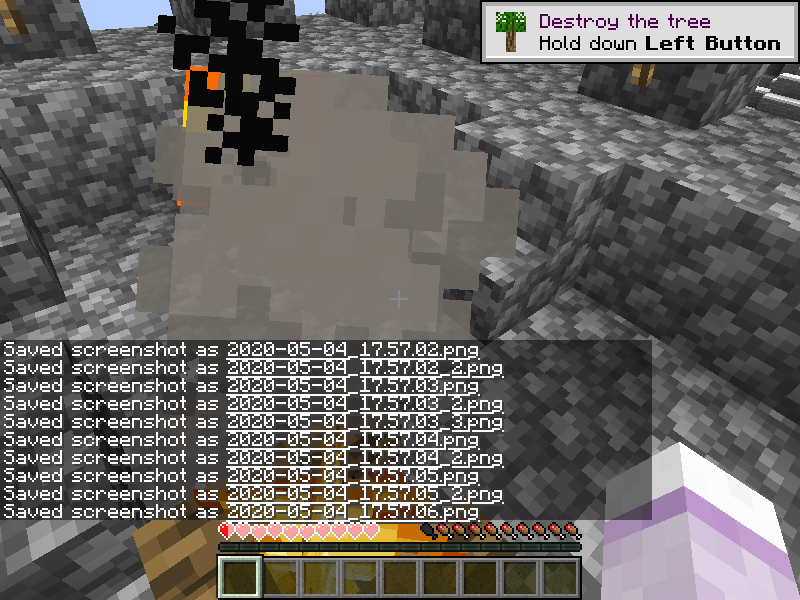 Destroy the tree
Hold down Left Button
Saved screenshot as 2020-05-04_17.57.02.png
Saved screenshot as 2020-05-04_17.57.02_2.png
Saved screenshot as 2020-05-04_17.57.03.png
Saved screenshot as 2020-05-04_17.57.03_2.png
Saved screenshot as 2020-05-04_17.57.03_3.png
Saved screenshot as 2020-05-04_17.57.04.png
Saved screenshot as 2020-05-04_17.57.04_2.png
Saved screenshot as 2020-05-04_17.57.05.png
Saved screenshot as 2020-05-04_17.57.05_2.png
Saved screenshot as 2020-05-04_17.57.06.png